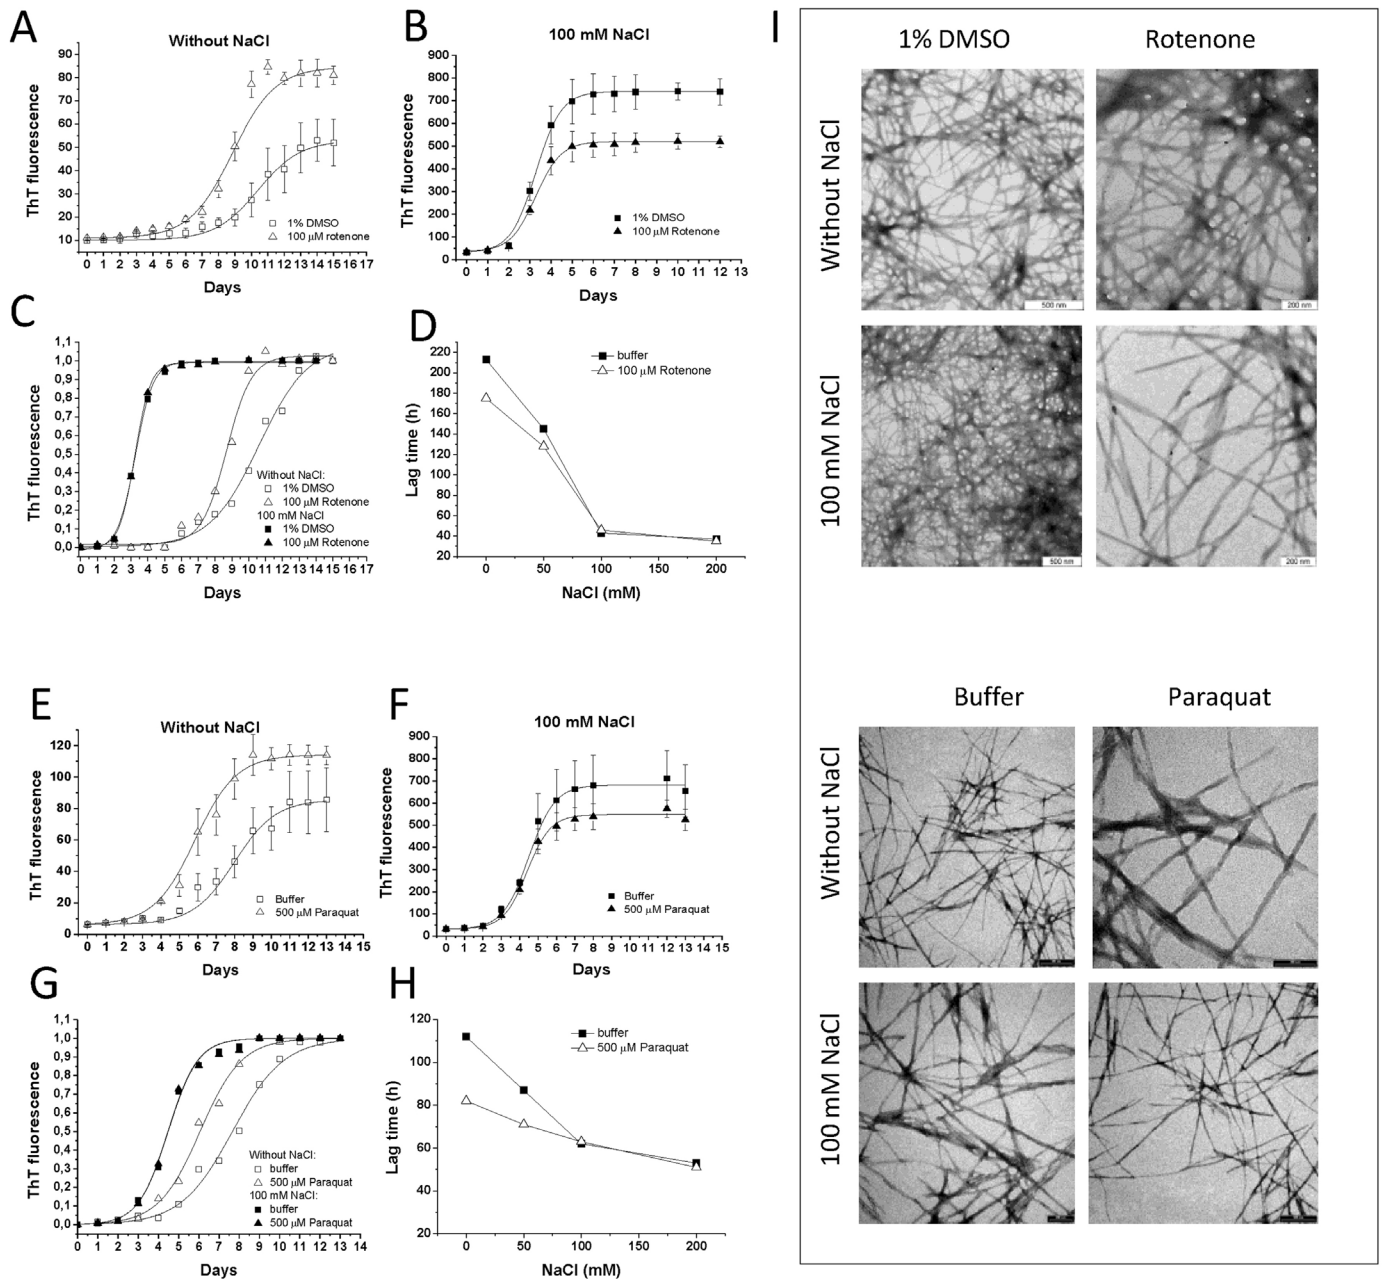 A
Without NaCl
ThT fluorescence
90
80
70
60
50
40
30
20
10
1% DMSO
100 µM rotenone
0 1 2 3 4 5 6 7 8 9 10 11 12 13 14 15 16 17
Days
B
100 mM NaCl
ThT fluorescence
900
800
700
600
500
400
300
200
100
0
1% DMSO
100 µM Rotenone
0 1 2 3 4 5 6 7 8 9 10 11 12 13
Days
C
ThT fluorescence
1,1
1,0
0,9
0,8
0,7
0,6
0,5
0,4
0,3
0,2
0,1
0,0
Without NaCl:
1% DMSO
100 µM Rotenone
100 mM NaCl
1% DMSO
100 µM Rotenone
0 1 2 3 4 5 6 7 8 9 10 11 12 13 14 15 16 17
Days
D
Lag time (h)
220
200
180
160
140
120
100
80
60
40
20
buffer
100 µM Rotenone
0 50 100 150 200
NaCl (mM)
E
Without NaCl
ThT fluorescence
120
100
80
60
40
20
0
Buffer
500 µM Paraquat
0 1 2 3 4 5 6 7 8 9 10 11 12 13 14 15
Days
F
100 mM NaCl
ThT fluorescence
900
800
700
600
500
400
300
200
100
0
Buffer
500 µM Paraquat
0 1 2 3 4 5 6 7 8 9 10 11 12 13 14 15
Days
G
ThT fluorescence
1,1
1,0
0,9
0,8
0,7
0,6
0,5
0,4
0,3
0,2
0,1
0,0
Without NaCl:
buffer
500 µM Paraquat
100 mM NaCl:
buffer
500 µM Paraquat
0 1 2 3 4 5 6 7 8 9 10 11 12 13 14
Days
H
Lag time (h)
120
100
80
60
40
20
buffer
500 µM Paraquat
0 50 100 150 200
NaCl (mM)
I
1% DMSO Rotenone
Without NaCl
500 nm
200 nm
100 mM NaCl
500 nm
200 nm
Buffer Paraquat
Without NaCl
100 mM NaCl